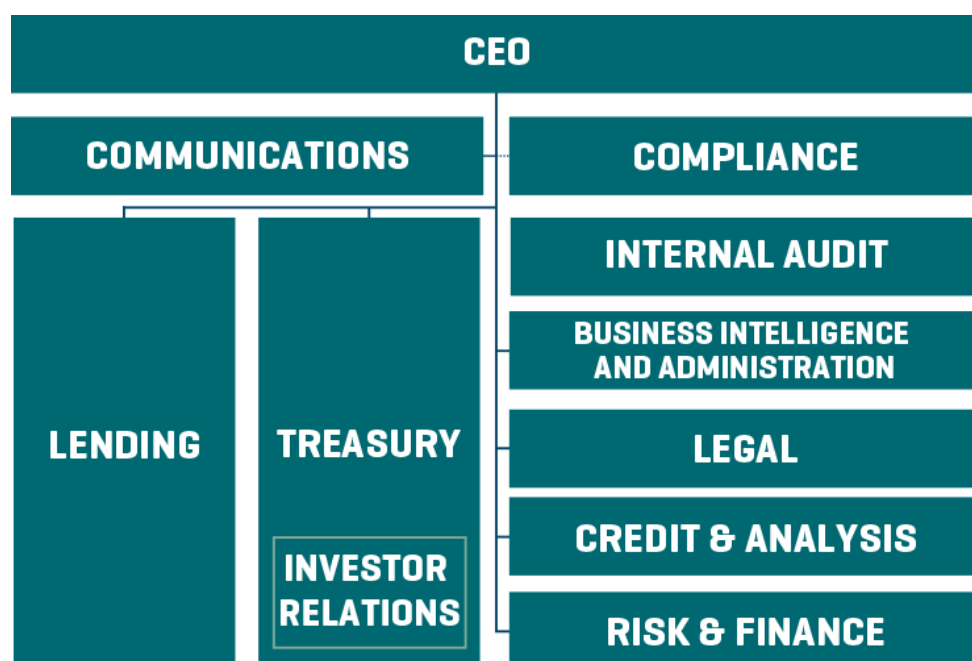 CEO
COMMUNICATIONS
COMPLIANCE
INTERNAL AUDIT
BUSINESS INTELLIGENCE
AND ADMINISTRATION
LENDING
TREASURY
LEGAL
CREDIT & ANALYSIS
INVESTOR
RELATIONS
RISK & FINANCE